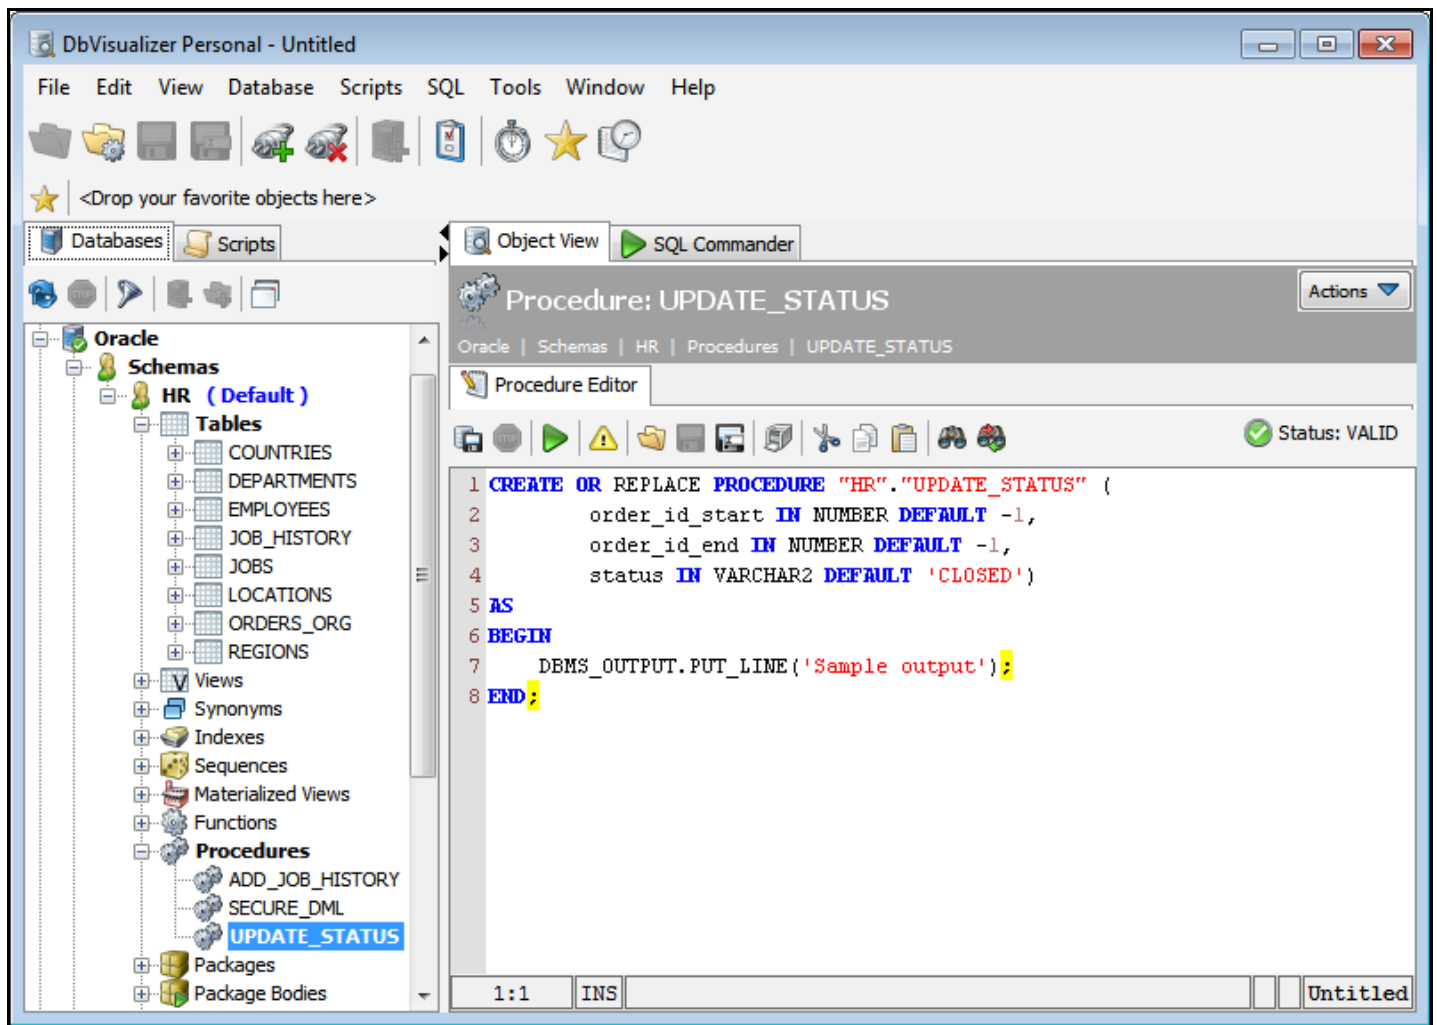 DbVisualizer Personal - Untitled
File Edit View Database Scripts SQL Tools Window Help
<Drop your favorite objects here>
Databases Scripts
Oracle
Schemas
HR ( Default )
Tables
COUNTRIES
DEPARTMENTS
EMPLOYEES
JOB_HISTORY
JOBS
LOCATIONS
ORDERS_ORG
REGIONS
Views
Synonyms
Indexes
Sequences
Materialized Views
Functions
Procedures
ADD_JOB_HISTORY
SECURE_DML
UPDATE_STATUS
Packages
Package Bodies
Object View SQL Commander
Procedure: UPDATE_STATUS
Actions
Oracle | Schemas | HR | Procedures | UPDATE_STATUS
Procedure Editor
STOP
Status: VALID
1 CREATE OR REPLACE PROCEDURE "HR"."UPDATE_STATUS" (
2 order_id_start IN NUMBER DEFAULT -1,
3 order_id_end IN NUMBER DEFAULT -1,
4 status IN VARCHAR2 DEFAULT 'CLOSED')
5 AS
6 BEGIN
7 DBMS_OUTPUT.PUT_LINE('Sample output');
8 END;
1:1 INS Untitled